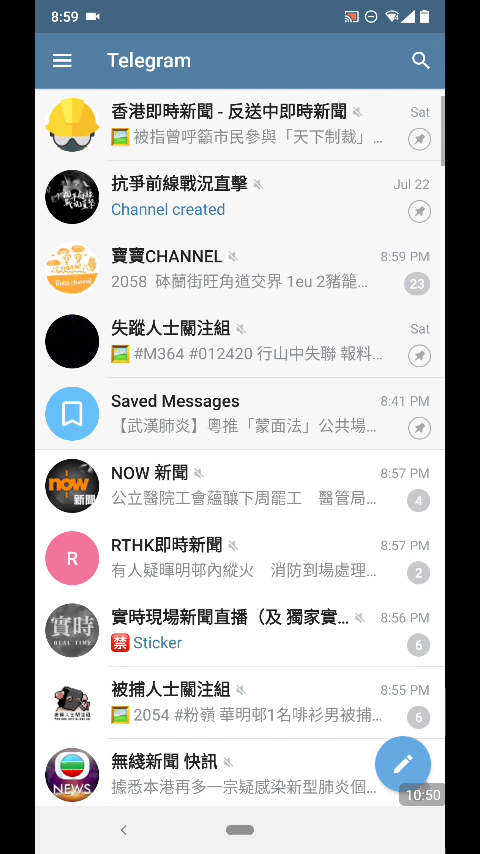 8:59
Telegram
香港即時新聞 - 反送中即時新聞
Sat
被指曾呼籲市民參與「天下制裁」...
抗爭前線戰況直擊
Jul 22
Channel created
寶寶CHANNEL
8:59 PM
2058 砵蘭街旺角道交界 1eu 2豬籠...
23
失蹤人士關注組
Sat
#M364 #012420 行山中失聯 報料...
Saved Messages
8:41 PM
【武漢肺炎】粵推「蒙面法」公共場...
now
新聞
NOW 新聞
8:57 PM
公立醫院工會蘊釀下周罷工 醫管局...
4
R
RTHK即時新聞
8:57 PM
有人疑暉明邨內縱火 消防到場處理...
2
實時
REAL TIME
實時現場新聞直播（及 獨家實...
8:56 PM
禁 Sticker
6
被捕人士關注組
8:55 PM
2054 #粉嶺 華明邨1名啡衫男被捕...
6
NEWS
無綫新聞 快訊
據悉本港再多一宗疑感染新型肺炎個...
10:50